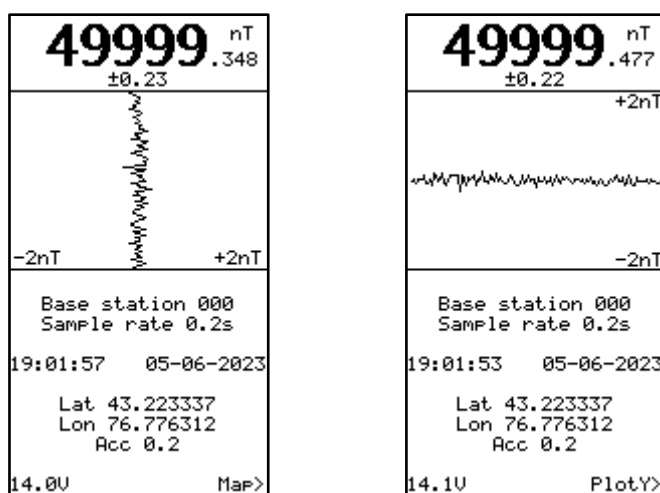 49999.348 nT
±0.23
-2nT +2nT
Base station 000
Sample rate 0.2s
19:01:57 05-06-2023
Lat 43.223337
Lon 76.776312
Acc 0.2
14.0V Map>
49999.477 nT
±0.22
+2nT
-2nT
Base station 000
Sample rate 0.2s
19:01:53 05-06-2023
Lat 43.223337
Lon 76.776312
Acc 0.2
14.1V PlotY>